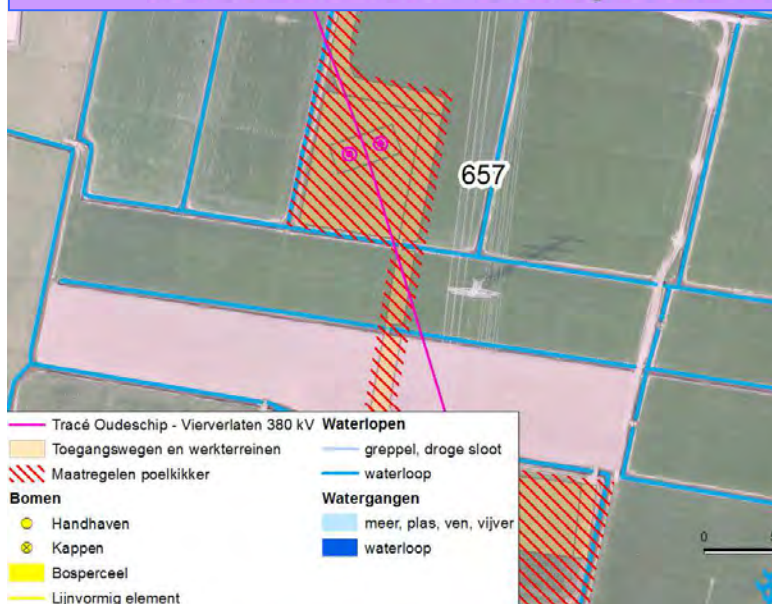 657
Tracé Oudeschip - Vierverlaten 380 kV
Toegangswegen en werkterreinen
Maatregelen poelkikker
Bomen
Handhaven
Kappen
Bosperceel
Lijnvormig element
Waterlopen
greppel, droge sloot
waterloop
Watergangen
meer, plas, ven, vijver
waterloop
0